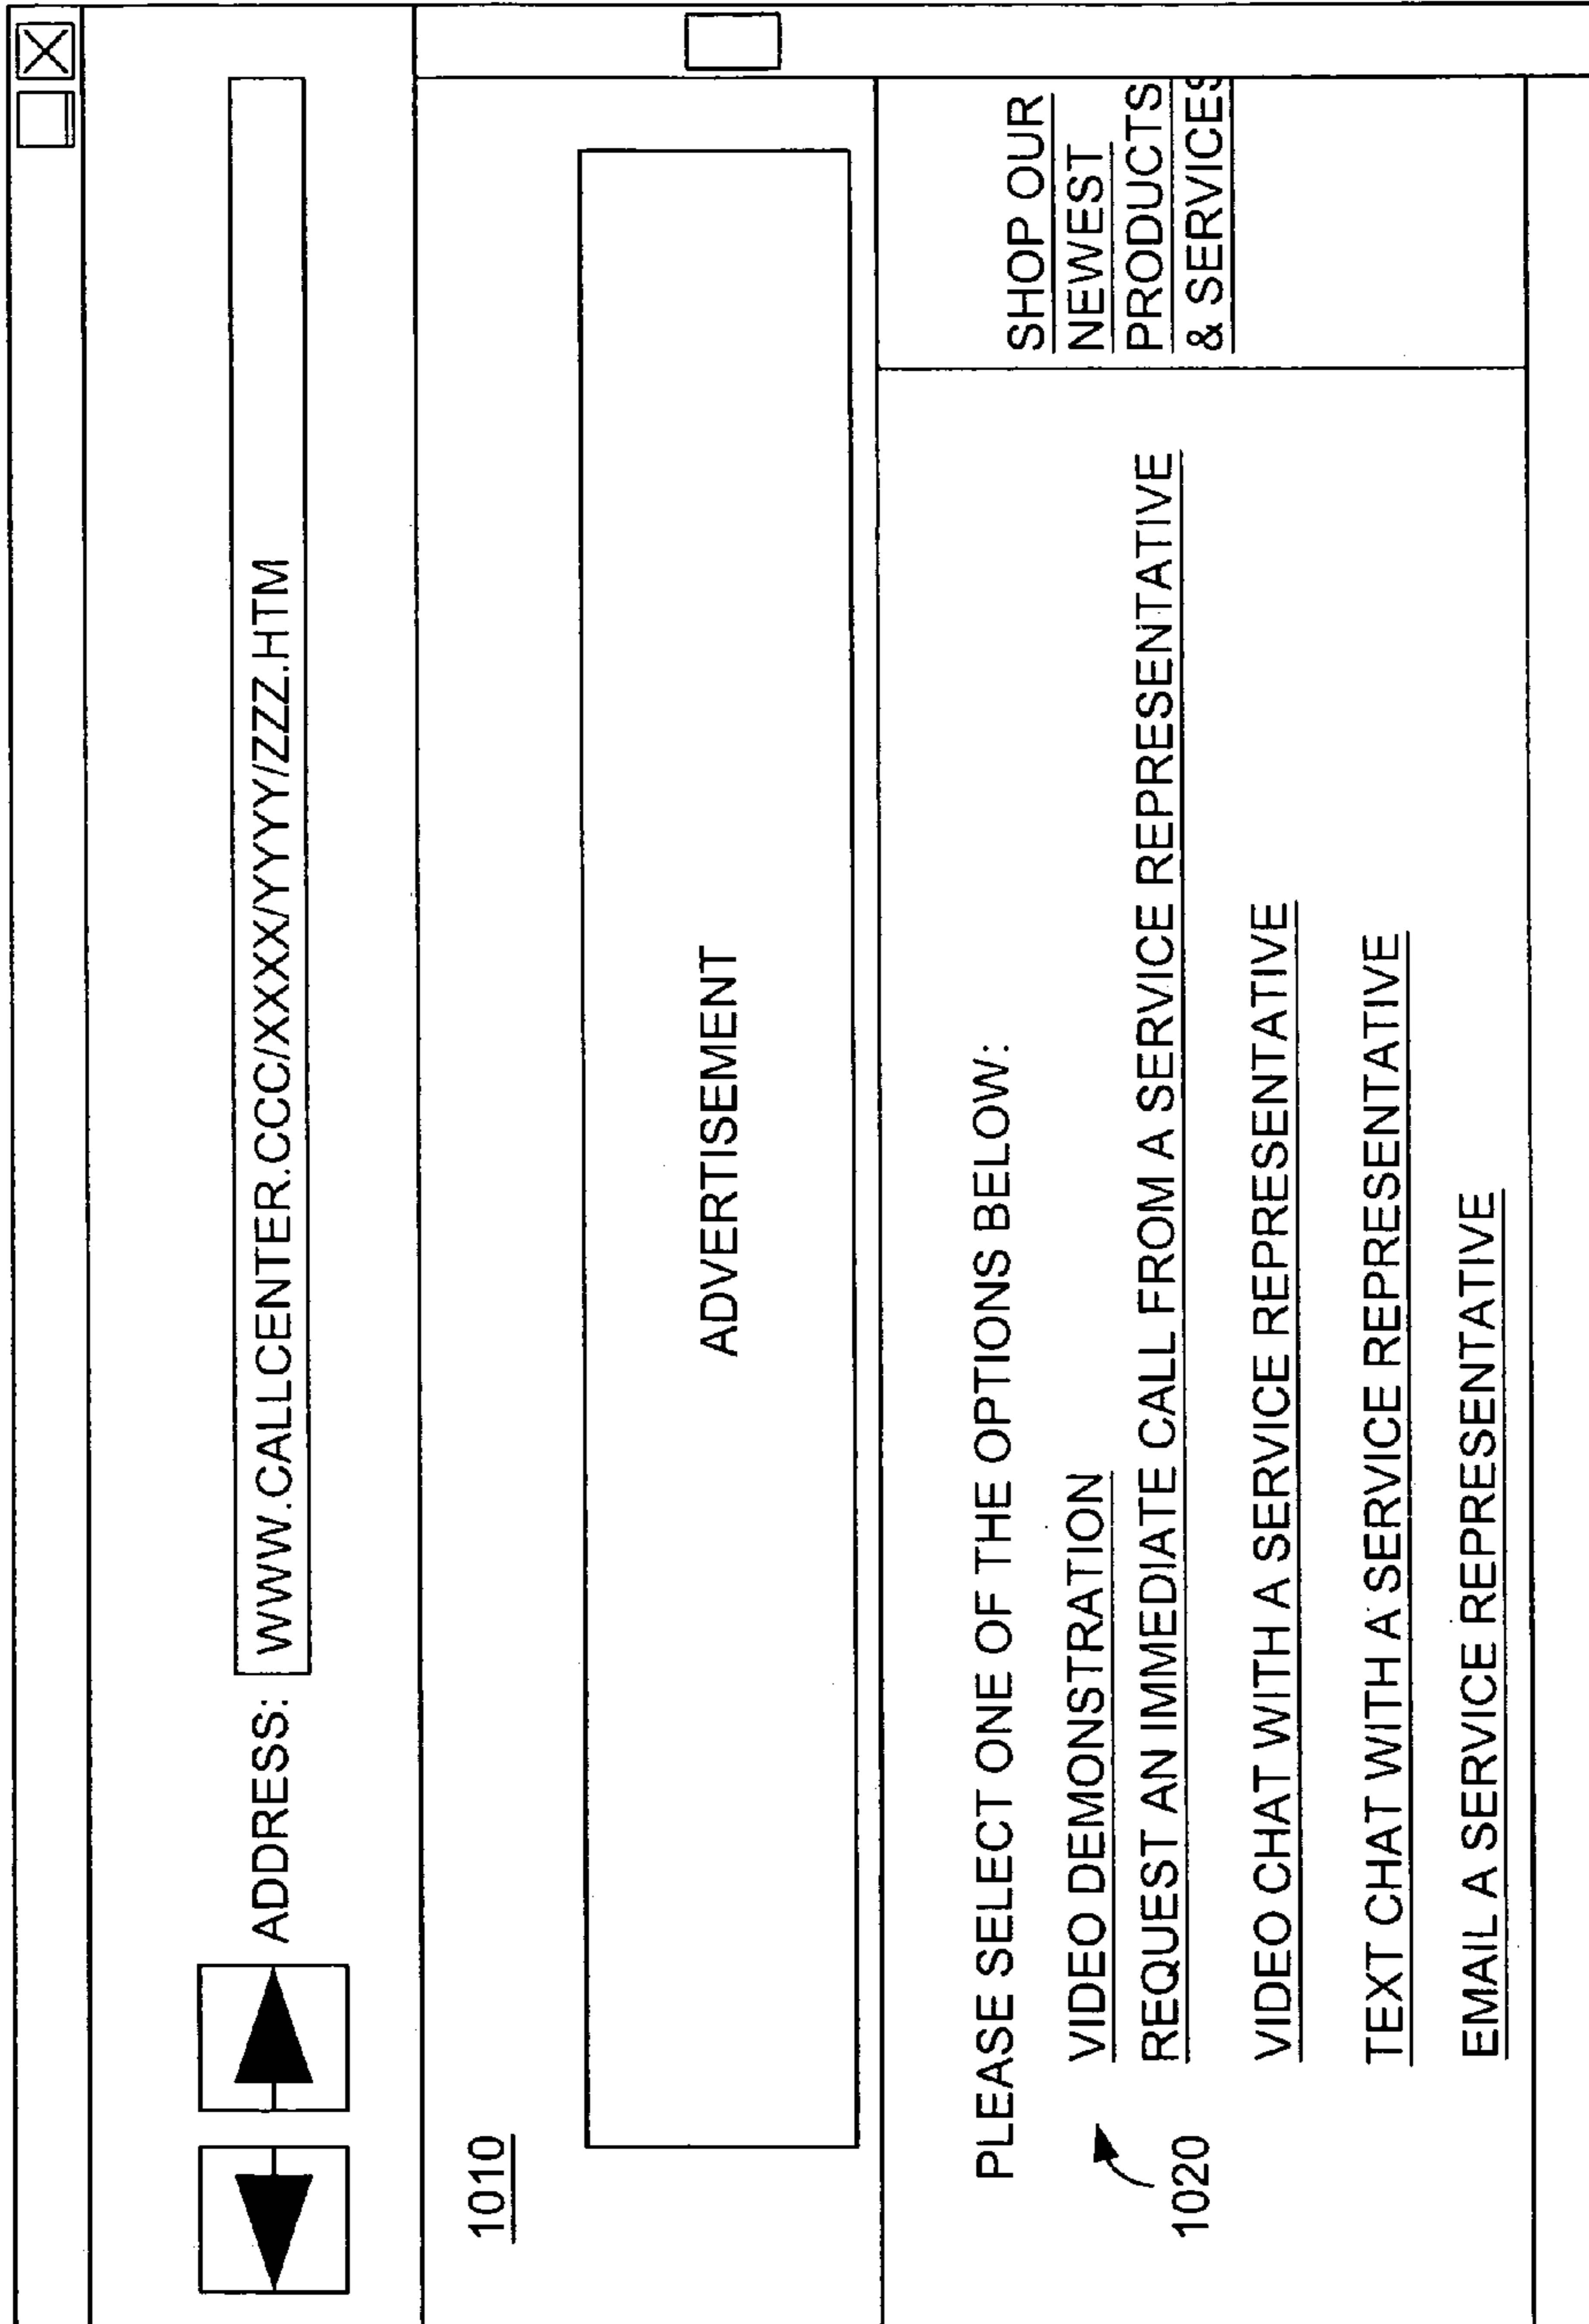 ADDRESS: WWW.CALLCENTER.CCC/XXX/YYYY/ZZZ.HTM
1010
ADVERTISEMENT
PLEASE SELECT ONE OF THE OPTIONS BELOW:
1020
VIDEO DEMONSTRATION
REQUEST AN IMMEDIATE CALL FROM A SERVICE REPRESENTATIVE
VIDEO CHAT WITH A SERVICE REPRESENTATIVE
TEXT CHAT WITH A SERVICE REPRESENTATIVE
EMAIL A SERVICE REPRESENTATIVE
SHOP OUR
NEWEST
PRODUCTS
& SERVICES